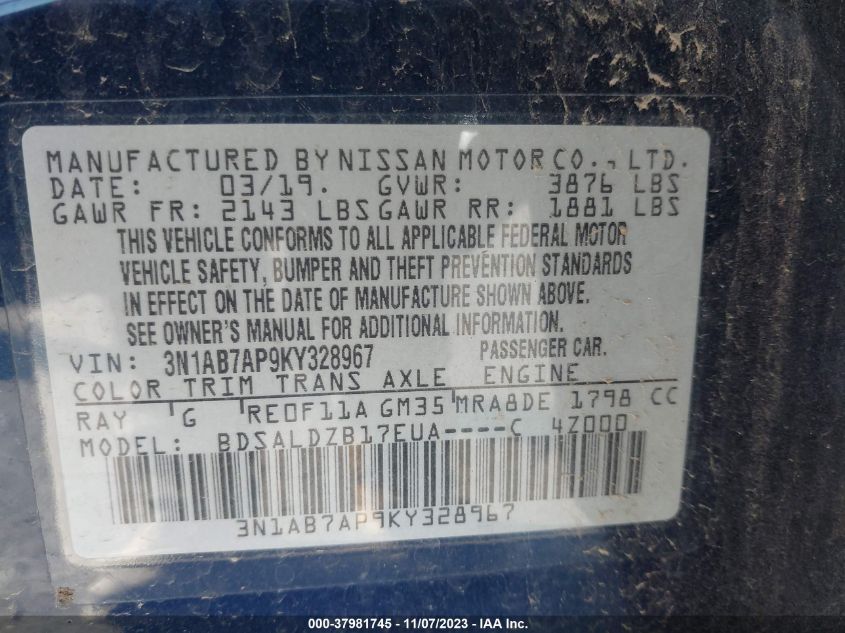 MANUFACTURED BY NISSAN MOTOR CO., LTD.
DATE: 03/19. GVWR: 3876 LBS
GAWR FR: 2143 LBS GAWR RR: 1881 LBS
THIS VEHICLE CONFORMS TO ALL APPLICABLE FEDERAL MOTOR
VEHICLE SAFETY, BUMPER AND THEFT PREVENTION STANDARDS
IN EFFECT ON THE DATE OF MANUFACTURE SHOWN ABOVE.
SEE OWNER'S MANUAL FOR ADDITIONAL INFORMATION.
VIN: 3N1AB7AP9KY328967 PASSENGER CAR.
COLOR TRIM TRANS AXLE ENGINE
RAY G RE0F11A GM35 MRA8DE 1798 CC
MODEL: BDSALDZB17EUA----C 4Z000
3N1AB7AP9KY328967
000-37981745 - 11/07/2023 - IAA Inc.